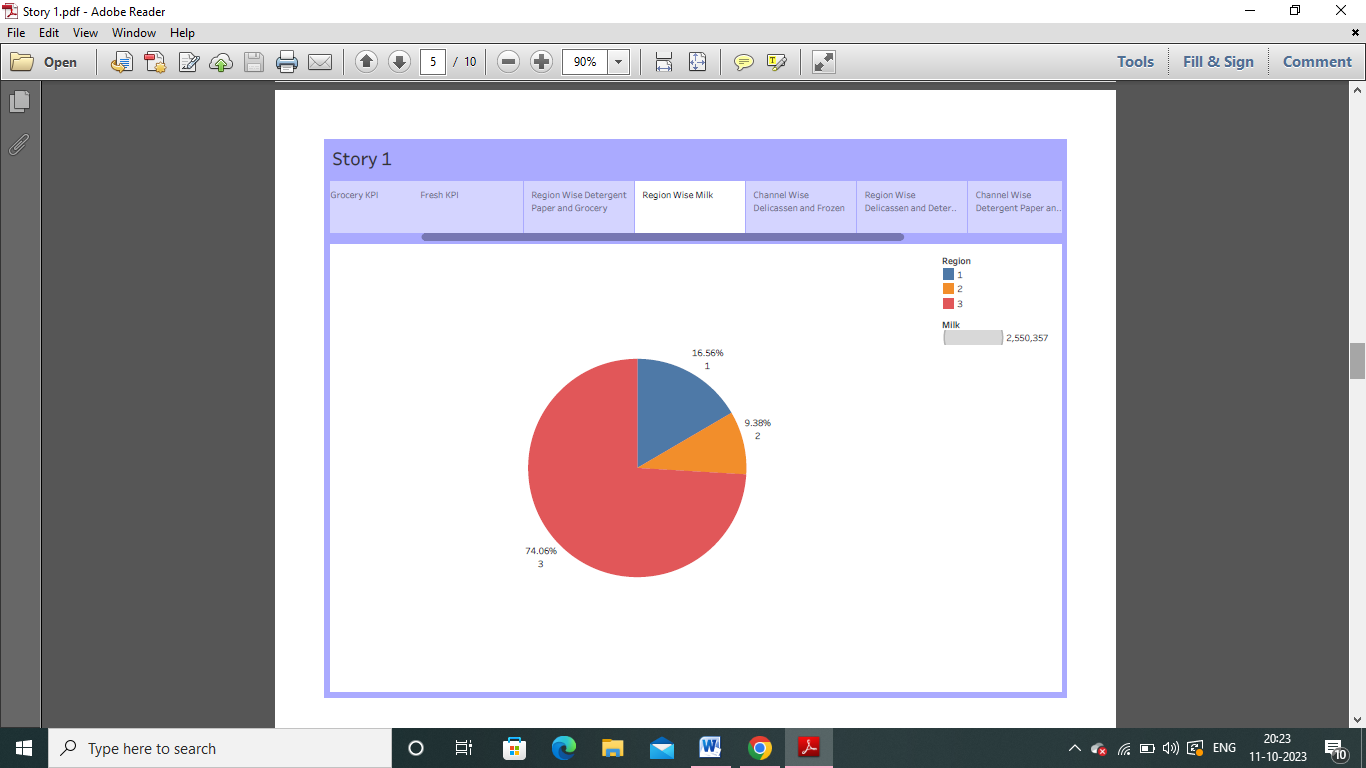 Story 1.pdf - Adobe Reader
File Edit View Window Help
Open 5 / 10 90% Tools Fill & Sign Comment
Story 1
Grocery KPI
Fresh KPI
Region Wise Detergent
Paper and Grocery
Region Wise Milk
Channel Wise
Delicassen and Frozen
Region Wise
Delicassen and Deter..
Channel Wise
Detergent Paper an..
Region
1
2
3
Milk
2,550,357
16.56%
1
9.38%
2
74.06%
3
Type here to search
ENG
20:23
11-10-2023
10